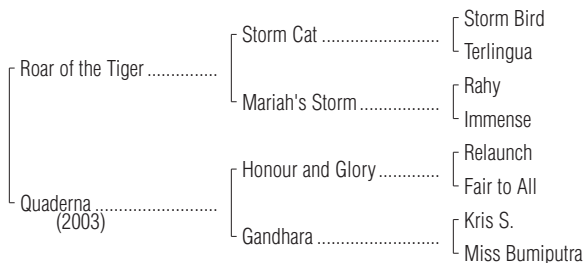 Storm Bird
Storm Cat ........................
Terlingua
Roar of the Tiger ..............
Rahy
Mariah's Storm ................
Immense
Relaunch
Honour and Glory ............
Fair to All
Quaderna ........................
(2003)
Kris S.
Gandhara ........................
Miss Bumiputra